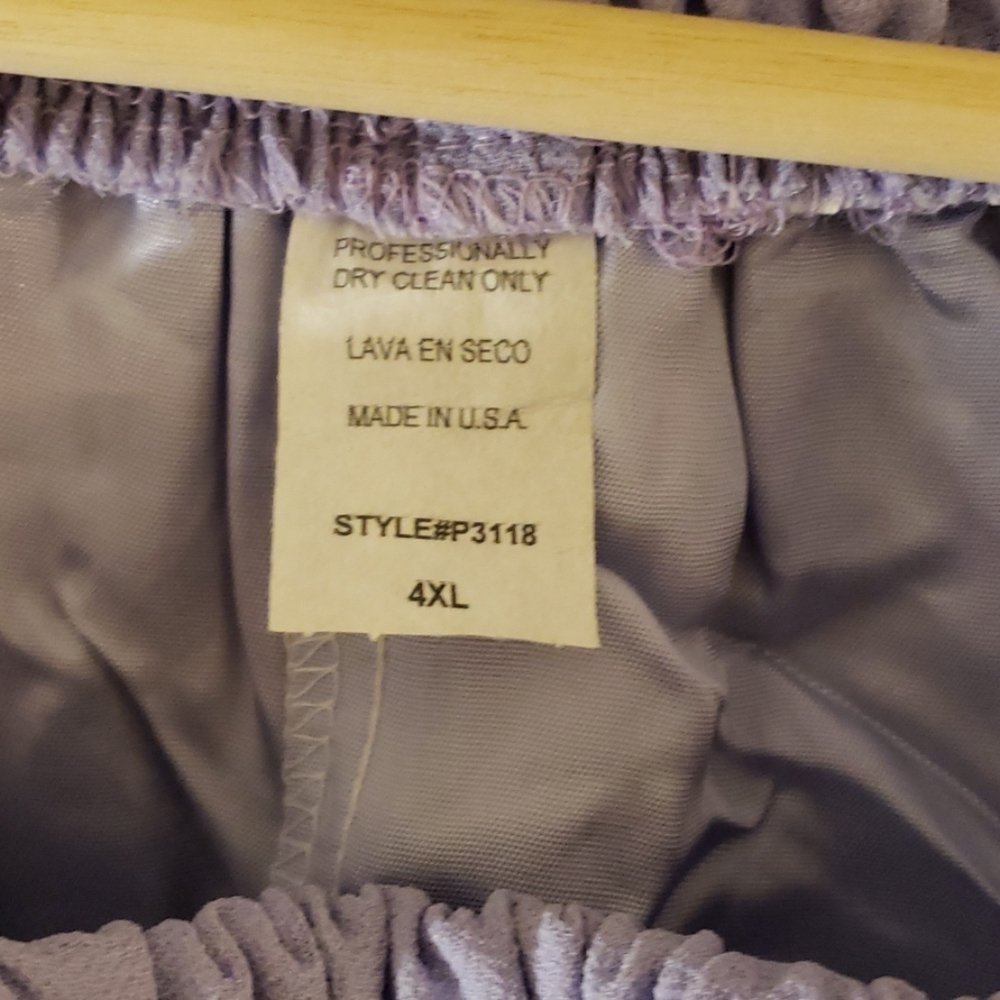 PROFESSIONALLY
DRY CLEAN ONLY
LAVA EN SECO
MADE IN U.S.A.
STYLE#P3118
4XL